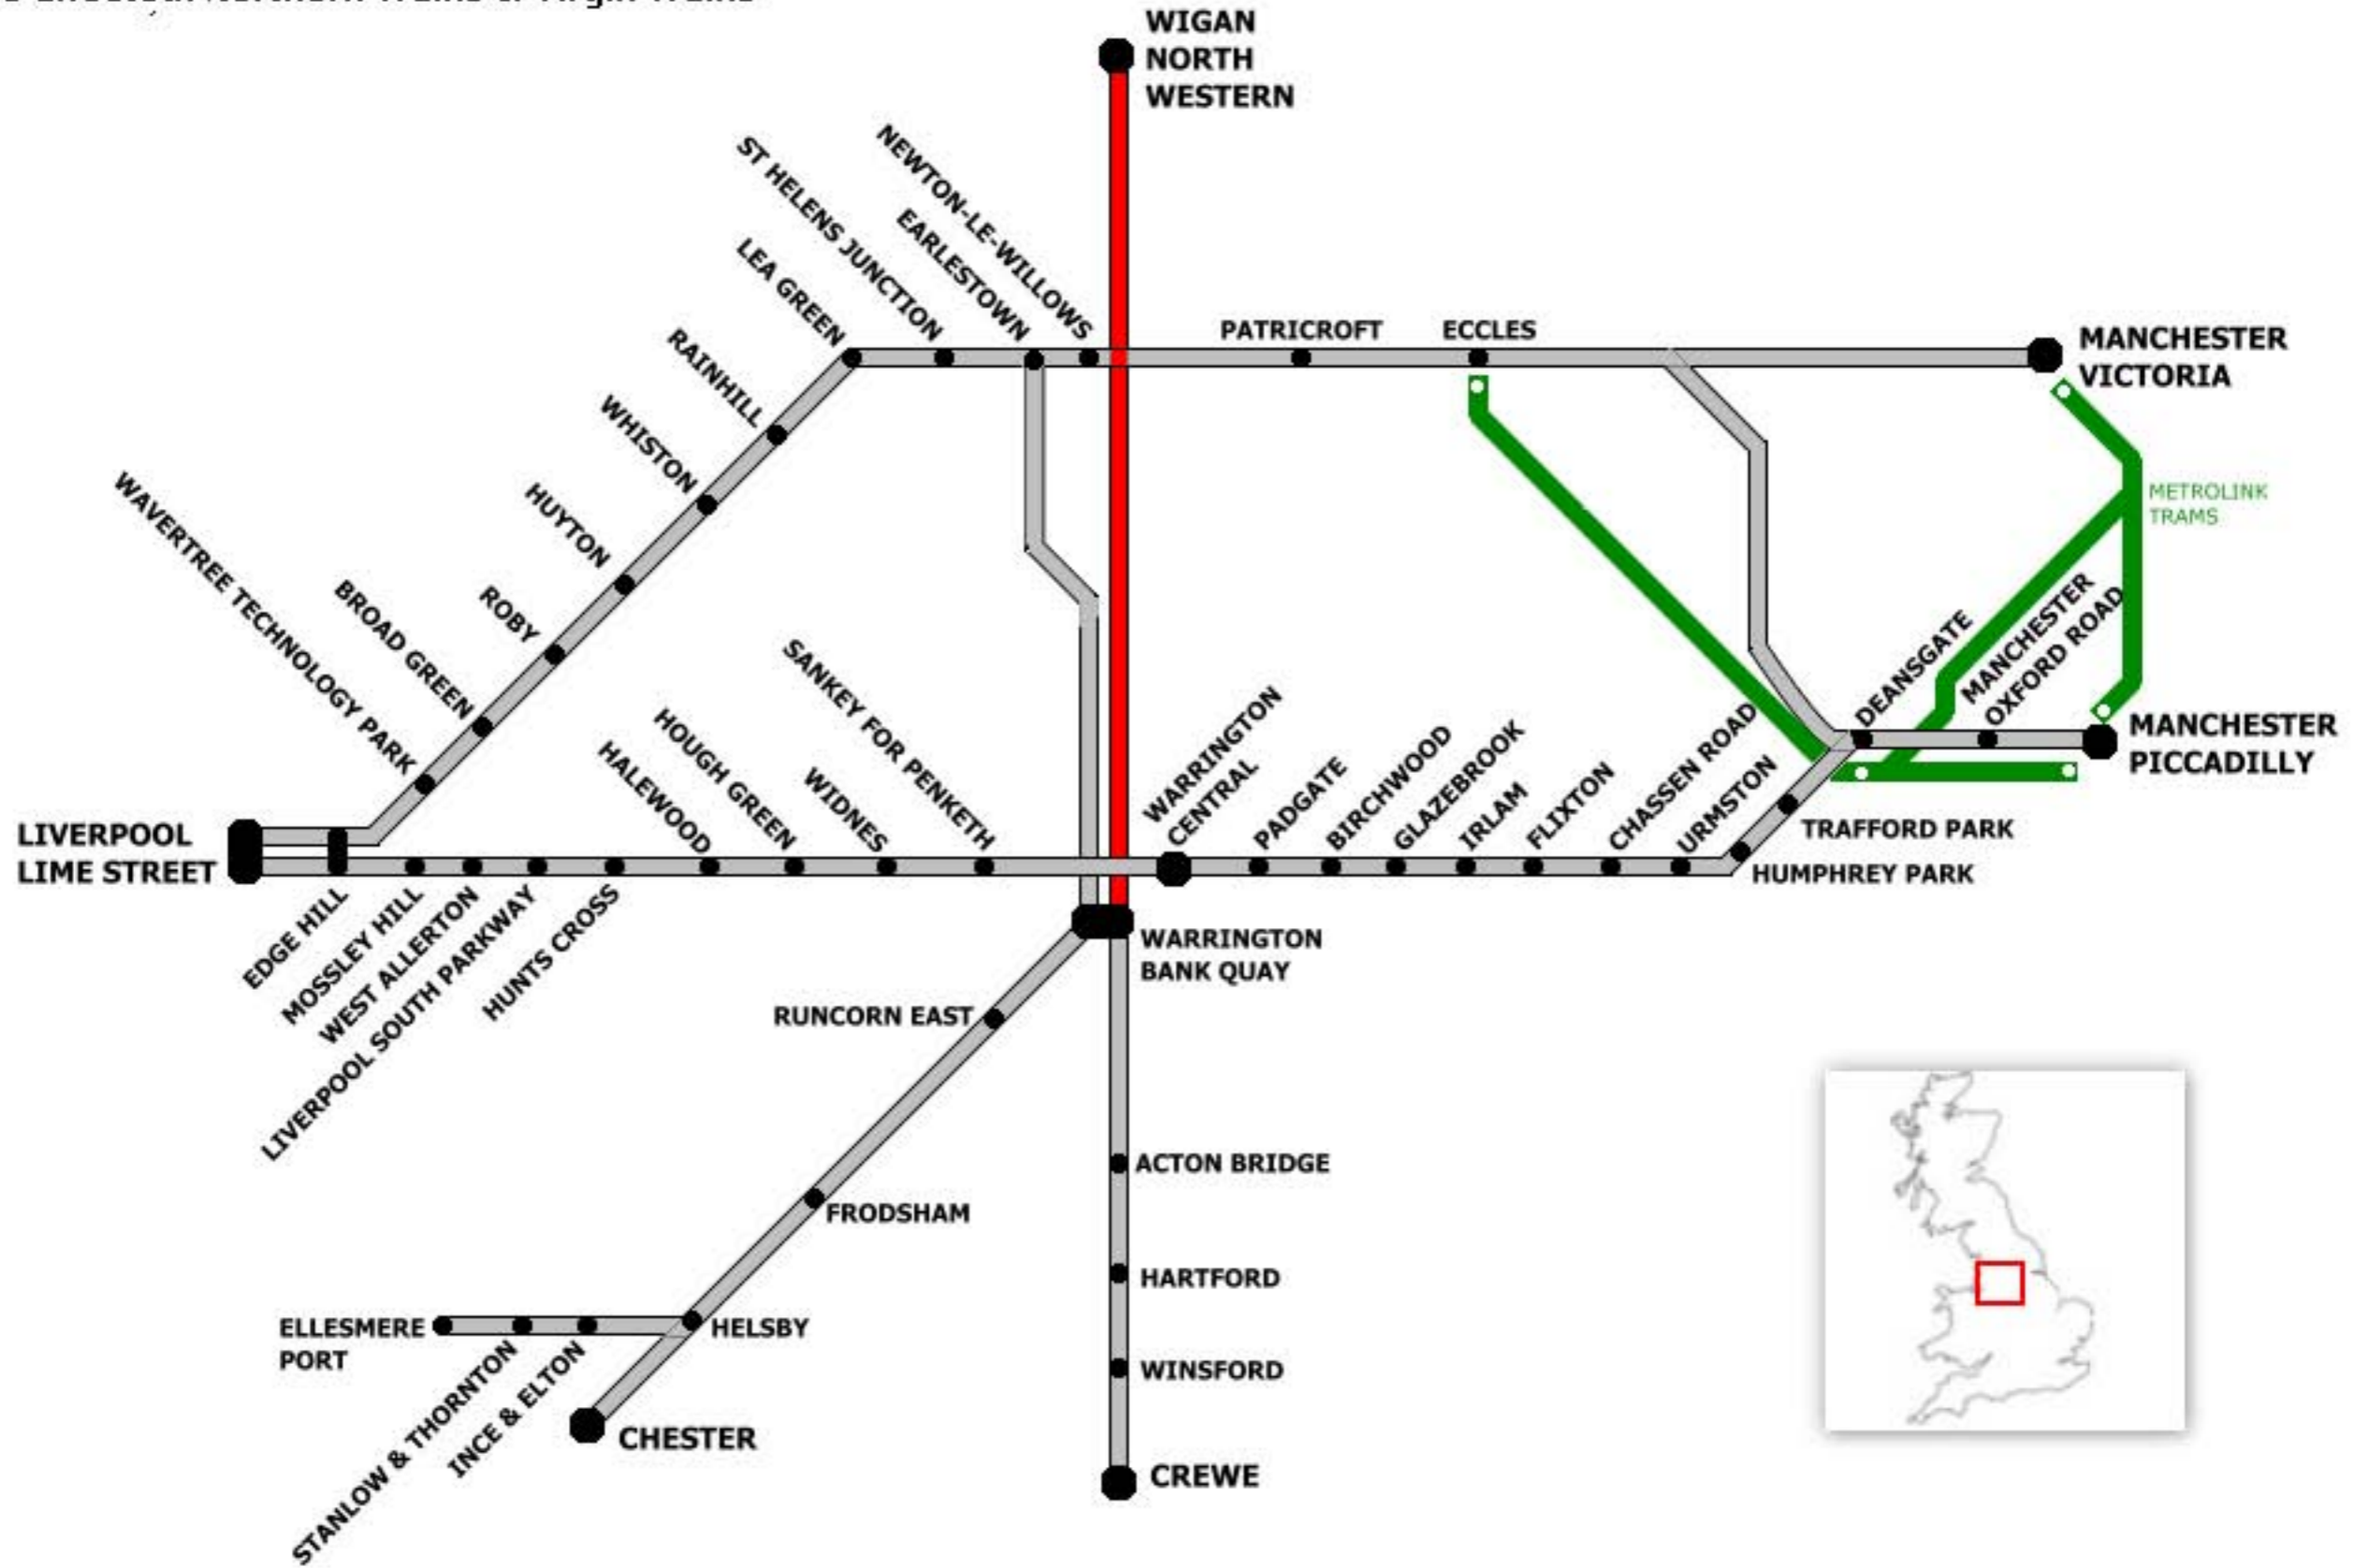 Northern Trains & Virgin Trains
WIGAN
NORTH
WESTERN
NEWTON-LE-WILLOWS
ST HELENS JUNCTION
EARLESTOWN
LEA GREEN
RAINHILL
WHISTON
HUYTON
WAVERTREE TECHNOLOGY PARK
BROAD GREEN
ROBY
PATRICROFT
ECCLES
MANCHESTER
VICTORIA
METROLINK
TRAMS
SANKEY FOR PENKETH
HOUGH GREEN
HALEWOOD
WIDNES
WARRINGTON
CENTRAL
PADGATE
BIRCHWOOD
GLAZEBROOK
IRLAM
FLIXTON
CHASSEN ROAD
URMSTON
DEANSGATE
MANCHESTER
OXFORD ROAD
MANCHESTER
PICCADILLY
TRAFFORD PARK
HUMPHREY PARK
LIVERPOOL
LIME STREET
EDGE HILL
MOSSLEY HILL
WEST ALLERTON
LIVERPOOL SOUTH PARKWAY
HUNTS CROSS
WARRINGTON
BANK QUAY
RUNCORN EAST
FRODSHAM
HELSBY
ELLESMERE
PORT
STANLOW & THORNTON
INCE & ELTON
CHESTER
ACTON BRIDGE
HARTFORD
WINSFORD
CREWE